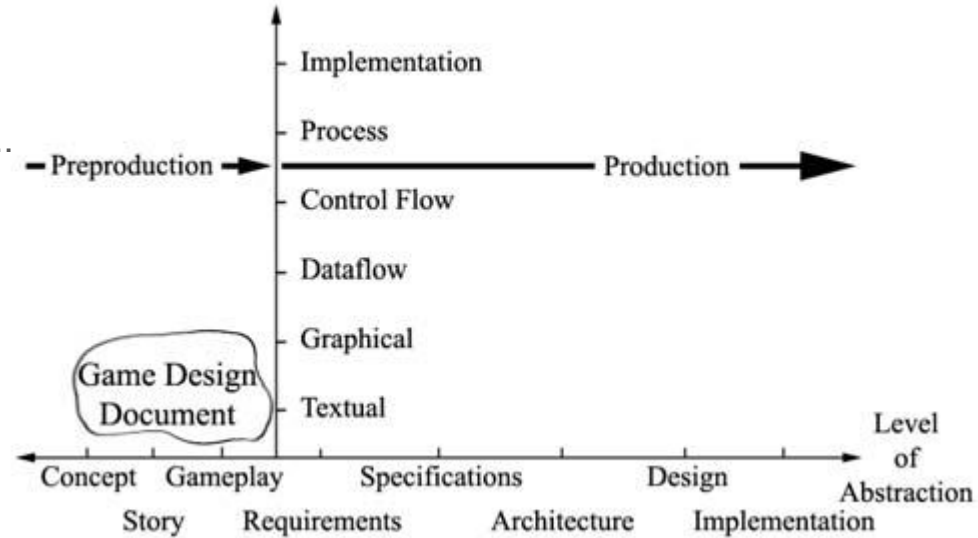 Implementation
Process
Preproduction
Production
Control Flow
Dataflow
Graphical
Game Design
Document
Textual
Level
of
Abstraction
Concept
Gameplay
Specifications
Design
Story
Requirements
Architecture
Implementation